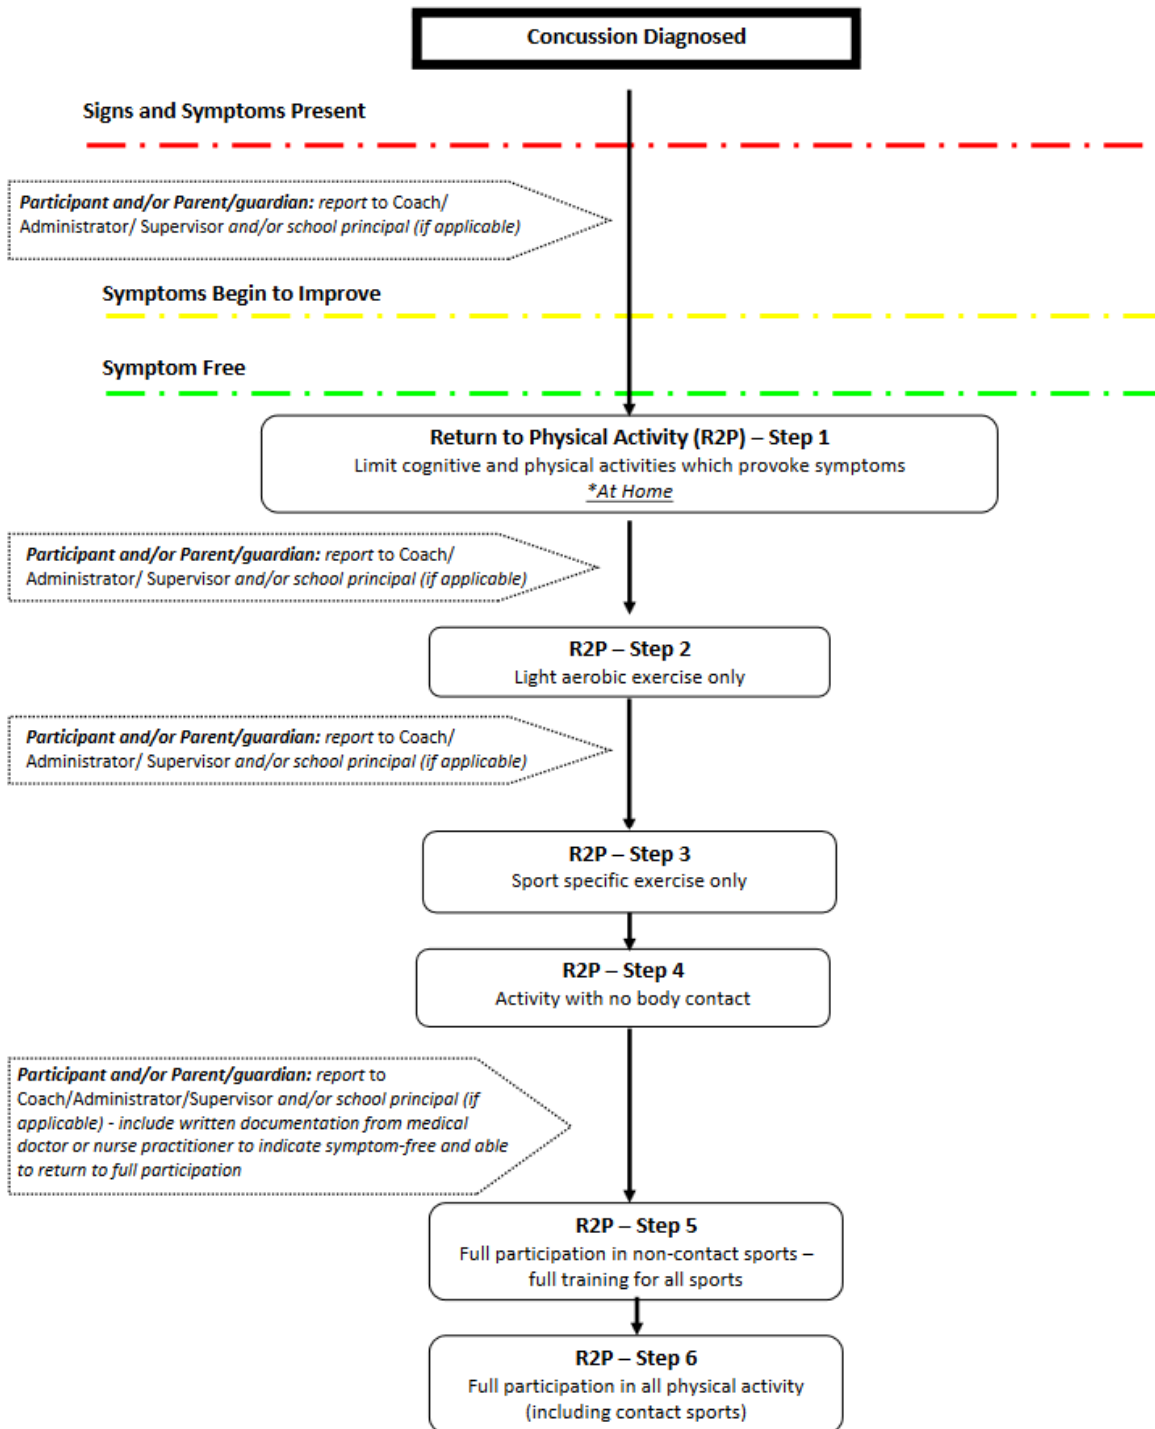 Concussion Diagnosed
Signs and Symptoms Present
Participant and/or Parent/guardian: report to Coach/
Administrator/ Supervisor and/or school principal (if applicable)
Symptoms Begin to Improve
Symptom Free
Return to Physical Activity (R2P) – Step 1
Limit cognitive and physical activities which provoke symptoms
*At Home
Participant and/or Parent/guardian: report to Coach/
Administrator/ Supervisor and/or school principal (if applicable)
R2P – Step 2
Light aerobic exercise only
Participant and/or Parent/guardian: report to Coach/
Administrator/ Supervisor and/or school principal (if applicable)
R2P – Step 3
Sport specific exercise only
R2P – Step 4
Activity with no body contact
Participant and/or Parent/guardian: report to
Coach/Administrator/Supervisor and/or school principal (if
applicable) - include written documentation from medical
doctor or nurse practitioner to indicate symptom-free and able
to return to full participation
R2P – Step 5
Full participation in non-contact sports –
full training for all sports
R2P – Step 6
Full participation in all physical activity
(including contact sports)